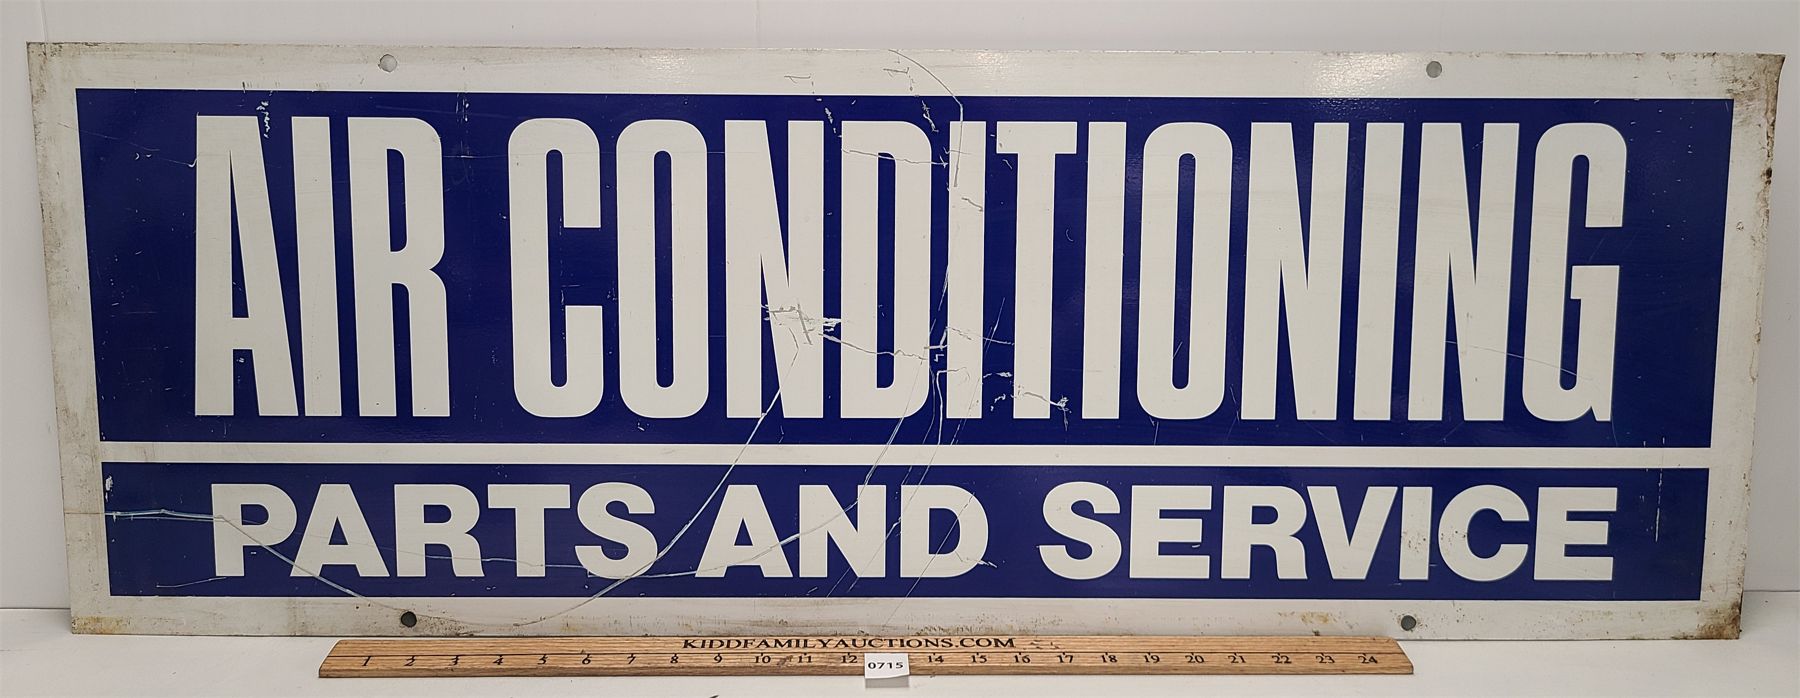 AIR CONDITIONING
PARTS AND SERVICE
KIDDFAMILYAUCTIONS.COM
1 2 3 4 5 6 7 8 9 10 11 12 0715 14 15 16 17 18 19 20 21 22 23 24